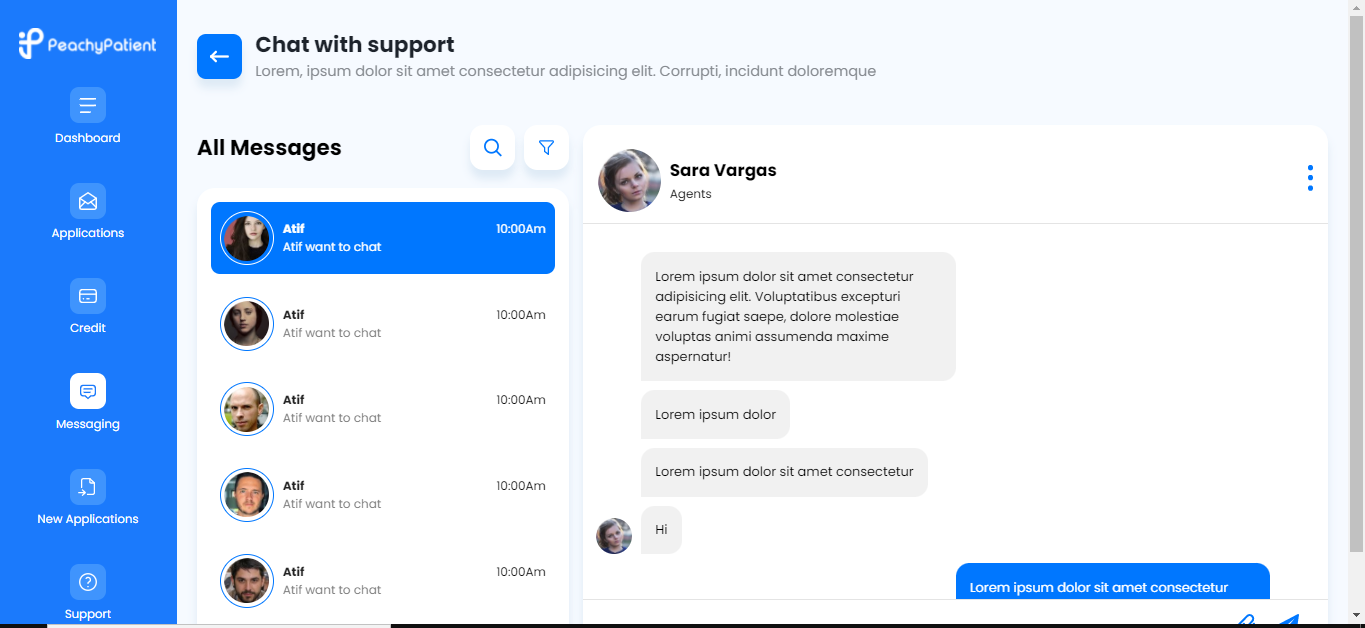 PeachyPatient
Dashboard
Applications
Credit
Messaging
New Applications
Support
Chat with support
Lorem, ipsum dolor sit amet consectetur adipisicing elit. Corrupti, incidunt doloremque
All Messages
Atif 10:00Am
Atif want to chat
Atif 10:00Am
Atif want to chat
Atif 10:00Am
Atif want to chat
Atif 10:00Am
Atif want to chat
Atif 10:00Am
Atif want to chat
Sara Vargas
Agents
Lorem ipsum dolor sit amet consectetur
adipisicing elit. Voluptatibus excepturi
earum fugiat saepe, dolore molestiae
voluptas animi assumenda maxime
aspernatur!
Lorem ipsum dolor
Lorem ipsum dolor sit amet consectetur
Hi
Lorem ipsum dolor sit amet consectetur